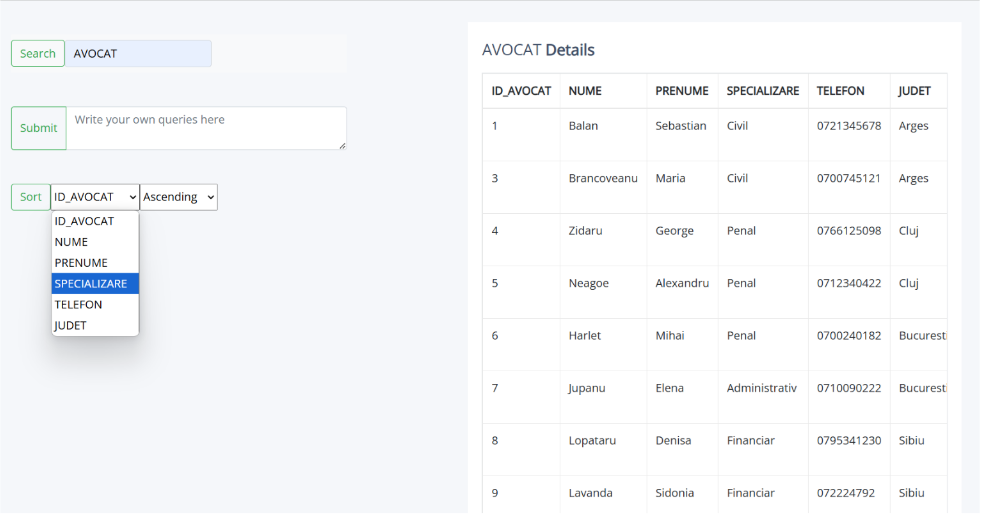 Search AVOCAT
Submit Write your own queries here
Sort ID_AVOCAT Ascending
ID_AVOCAT
NUME
PRENUME
SPECIALIZARE
TELEFON
JUDET
AVOCAT Details
ID_AVOCAT NUME PRENUME SPECIALIZARE TELEFON JUDET
1 Balan Sebastian Civil 0721345678 Arges
3 Brancoveanu Maria Civil 0700745121 Arges
4 Zidaru George Penal 0766125098 Cluj
5 Neagoe Alexandru Penal 0712340422 Cluj
6 Harlet Mihai Penal 0700240182 Bucuresti
7 Jupanu Elena Administrativ 0710090222 Bucuresti
8 Lopataru Denisa Financiar 0795341230 Sibiu
9 Lavanda Sidonia Financiar 072224792 Sibiu